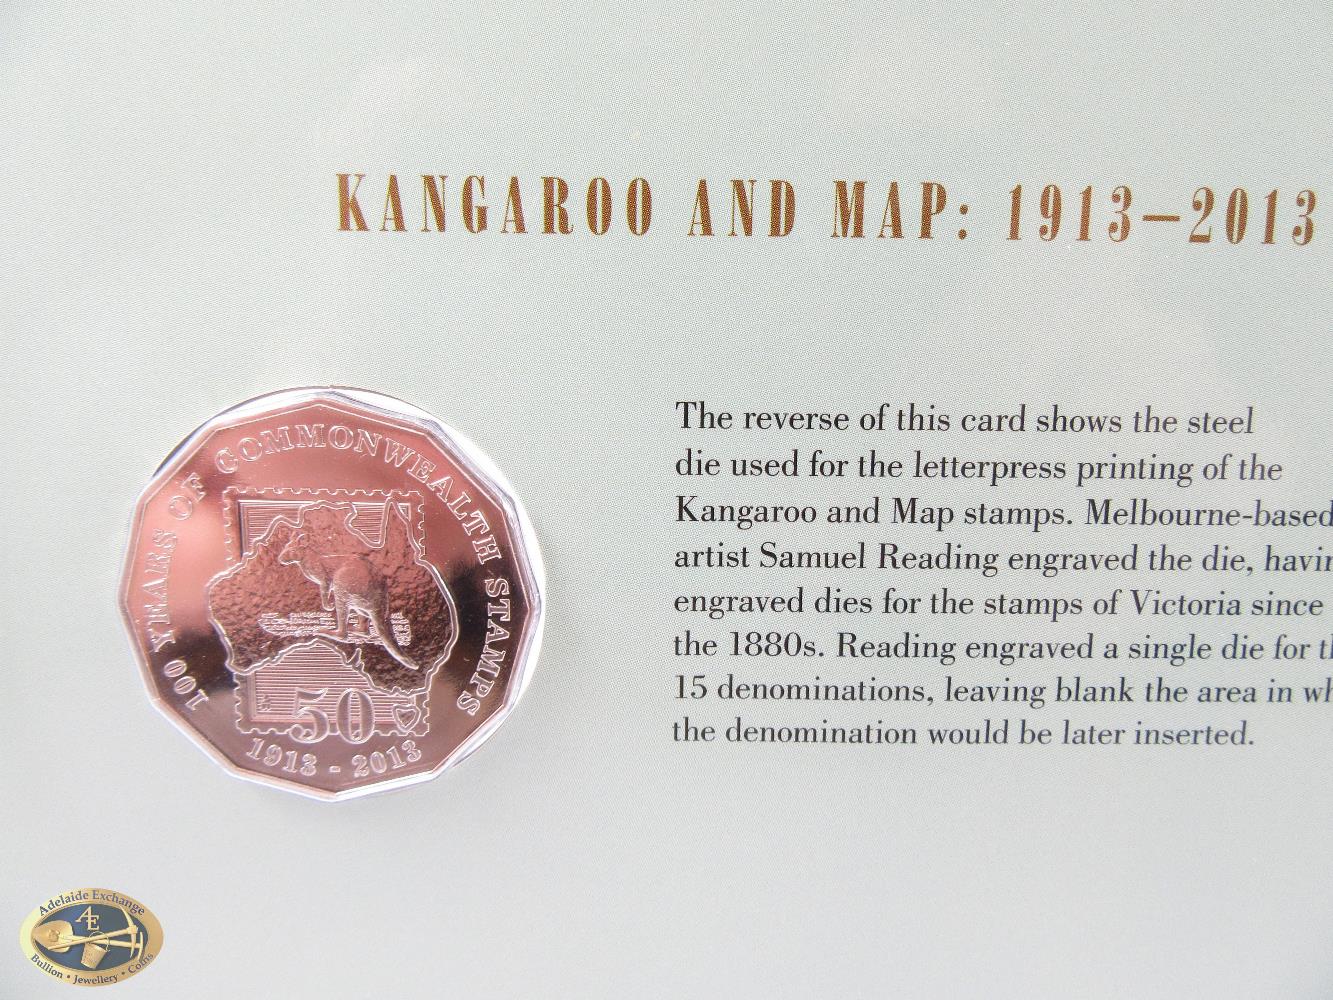 KANGAROO AND MAP: 1913–2013
100 YEARS OF COMMONWEALTH STAMPS
50
1913 - 2013
The reverse of this card shows the steel
die used for the letterpress printing of the
Kangaroo and Map stamps. Melbourne-based
artist Samuel Reading engraved the die, havin
engraved dies for the stamps of Victoria since
the 1880s. Reading engraved a single die for t
15 denominations, leaving blank the area in wh
the denomination would be later inserted.
Adelaide Exchange
AE
Bullion • Jewellery • Coins